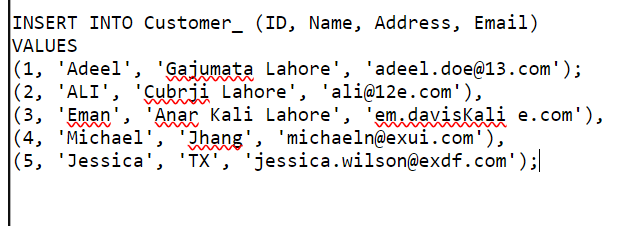 INSERT INTO Customer_ (ID, Name, Address, Email)
VALUES
(1, 'Adeel', 'Gajumata Lahore', 'adeel.doe@13.com');
(2, 'ALI', 'Cubrji Lahore', 'ali@12e.com'),
(3, 'Eman', 'Anar Kali Lahore', 'em.davisKali e.com'),
(4, 'Michael', 'Jhang', 'michaeln@exui.com'),
(5, 'Jessica', 'TX', 'jessica.wilson@exdf.com');